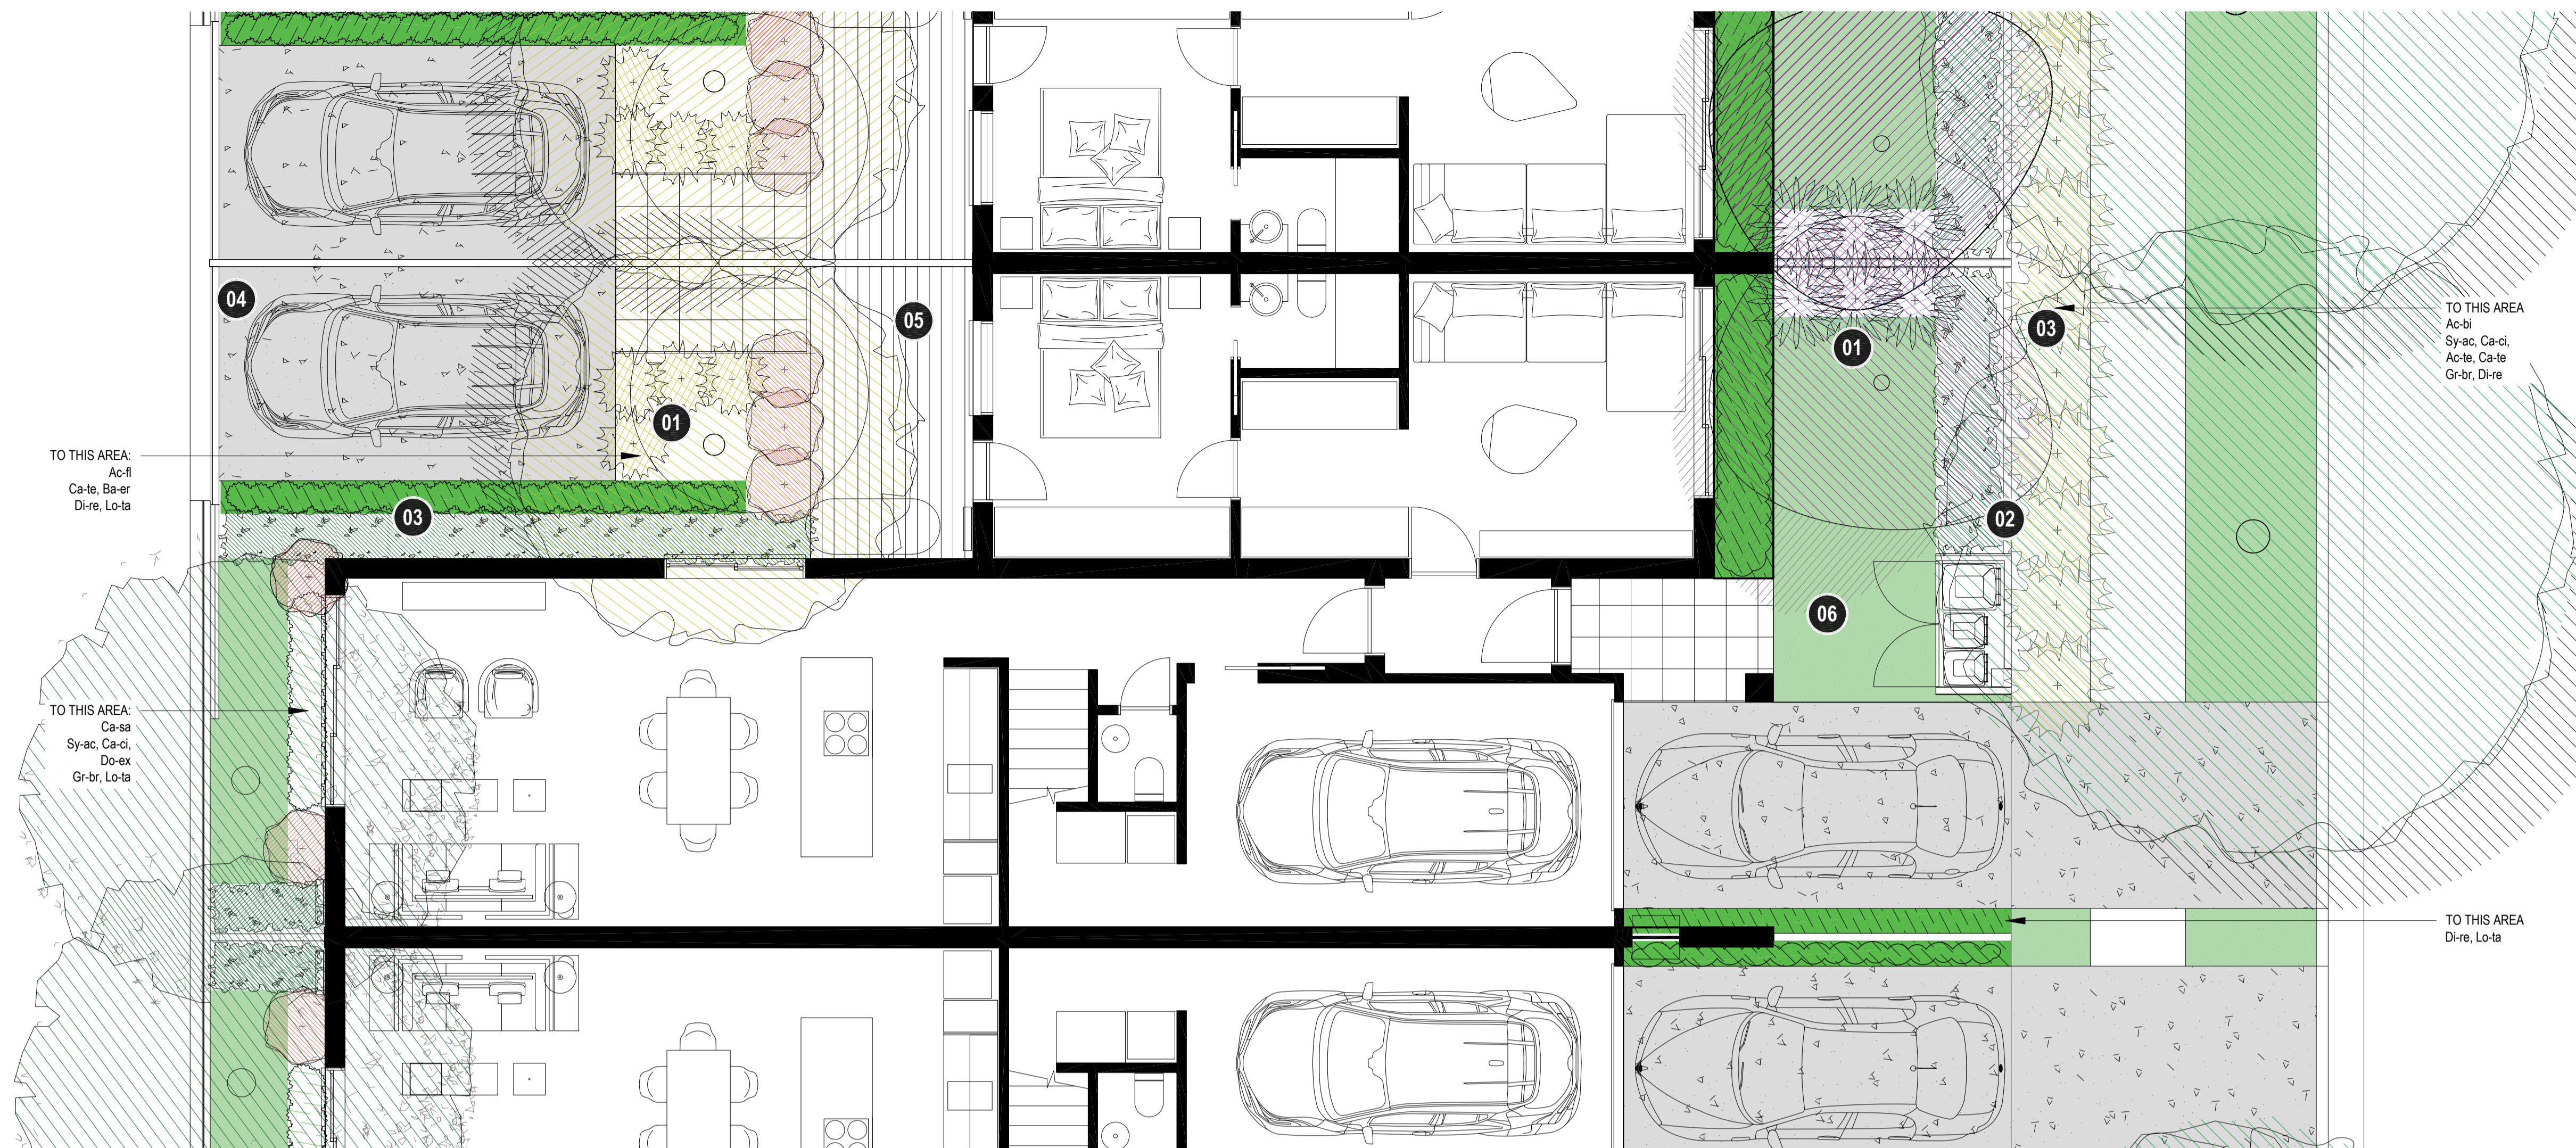 04
05
01
03
TO THIS AREA
Ac-bi
Sy-ac, Ca-ci,
Ac-te, Ca-te
Gr-br, Di-re
01
TO THIS AREA:
Ac-fl
Ca-te, Ba-er
Di-re, Lo-ta
03
02
06
TO THIS AREA:
Ca-sa
Sy-ac, Ca-ci,
Do-ex
Gr-br, Lo-ta
TO THIS AREA
Di-re, Lo-ta